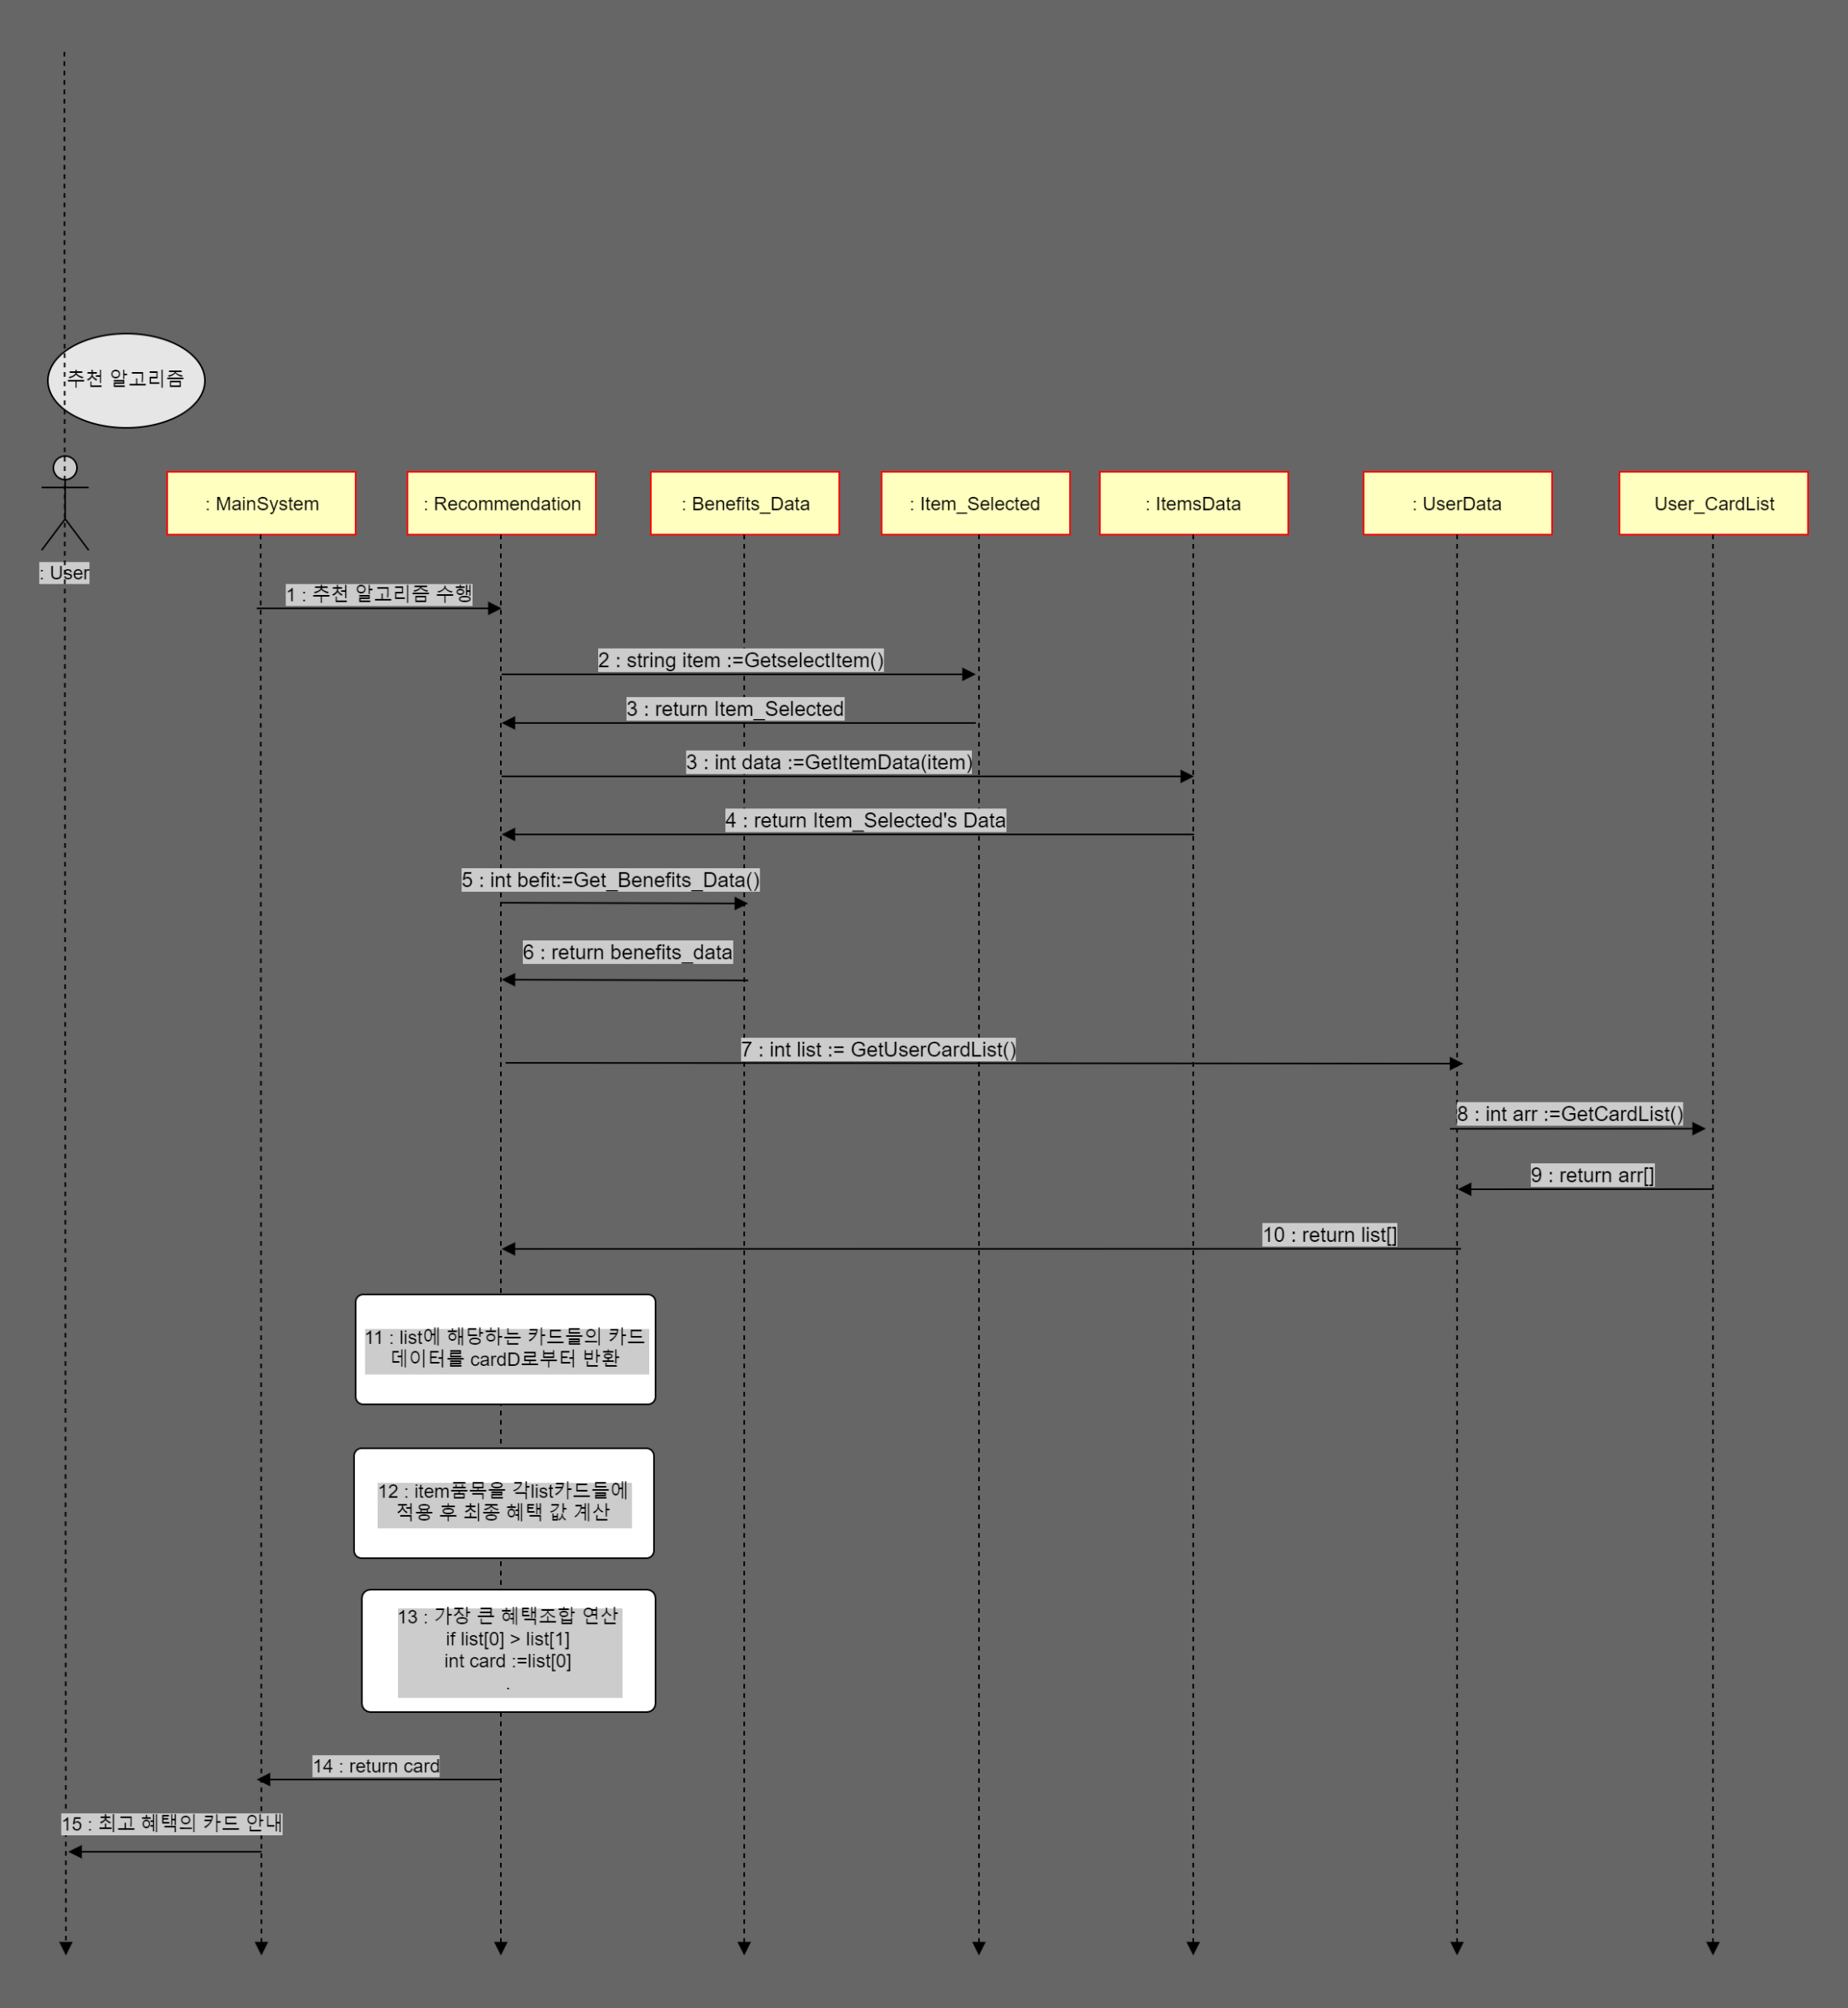 추천 알고리즘
: User
: MainSystem
: Recommendation
: Benefits_Data
: Item_Selected
: ItemsData
: UserData
User_CardList
1 : 추천 알고리즘 수행
2 : string item :=GetselectItem()
3 : return Item_Selected
3 : int data :=GetItemData(item)
4 : return Item_Selected's Data
5 : int befit:=Get_Benefits_Data()
6 : return benefits_data
7 : int list := GetUserCardList()
8 : int arr :=GetCardList()
9 : return arr[]
10 : return list[]
11 : list에 해당하는 카드들의 카드
데이터를 cardD로부터 반환
12 : item품목을 각list카드들에
적용 후 최종 혜택 값 계산
13 : 가장 큰 혜택조합 연산
if list[0] > list[1]
int card :=list[0]
.
14 : return card
15 : 최고 혜택의 카드 안내